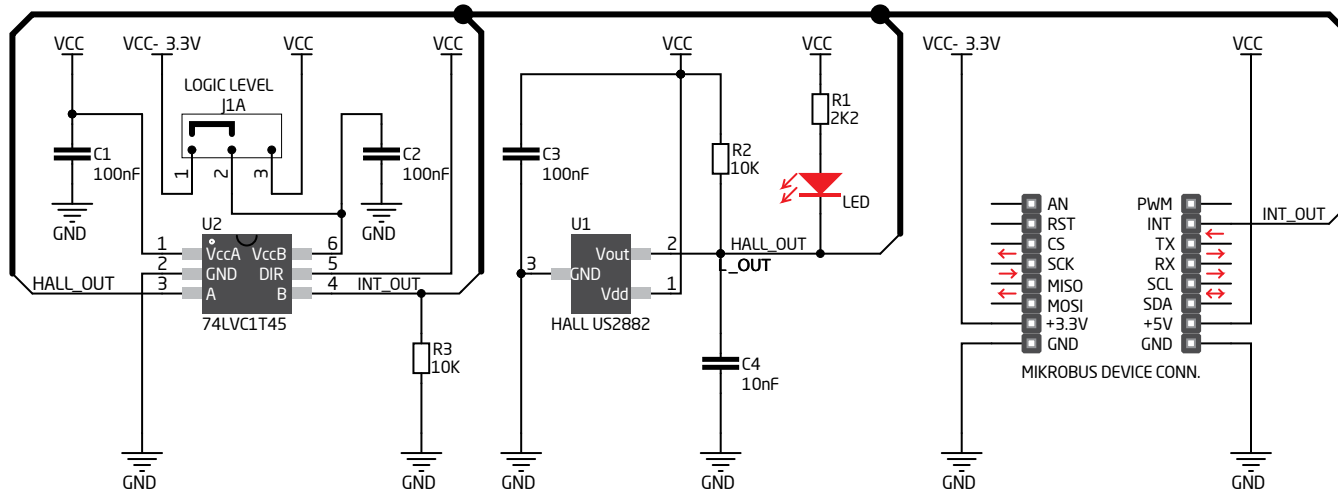 VCC
VCC- 3.3V
VCC
VCC
LOGIC LEVEL
J1A
C1
100nF
1
2
3
C2
100nF
GND
GND
U2
1
2
3
VccA
GND
A
VccB
DIR
B
6
5
4
HALL_OUT
INT_OUT
74LVC1T45
R3
10K
GND
GND
VCC
VCC
R1
2K2
C3
100nF
R2
10K
LED
U1
3
Vout
GND
Vdd
2
1
HALL_OUT
L_OUT
HALL US2882
C4
10nF
GND
GND
VCC- 3.3V
VCC
AN
RST
CS
SCK
MISO
MOSI
+3.3V
GND
PWM
INT
TX
RX
SCL
SDA
+5V
GND
INT_OUT
MIKROBUS DEVICE CONN.
GND
GND